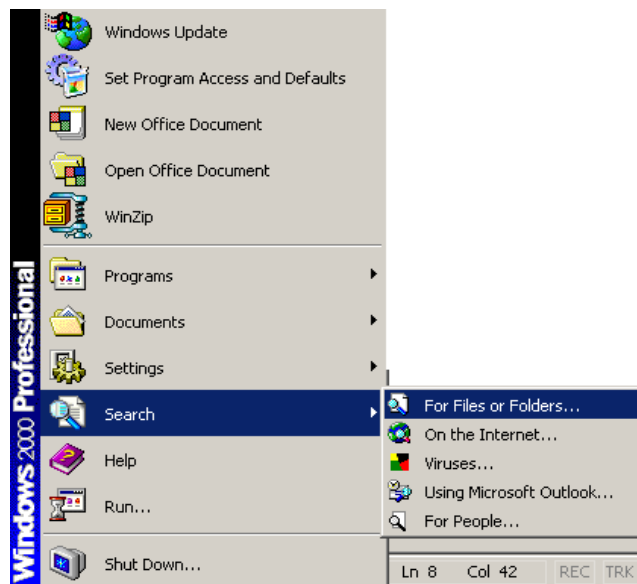 Windows Update
Set Program Access and Defaults
New Office Document
Open Office Document
WinZip
Programs
Documents
Settings
Search
Help
Run...
Shut Down...
Windows 2000 Professional
For Files or Folders...
On the Internet...
Viruses...
Using Microsoft Outlook...
For People...
Ln 8 Col 42 REC TRK